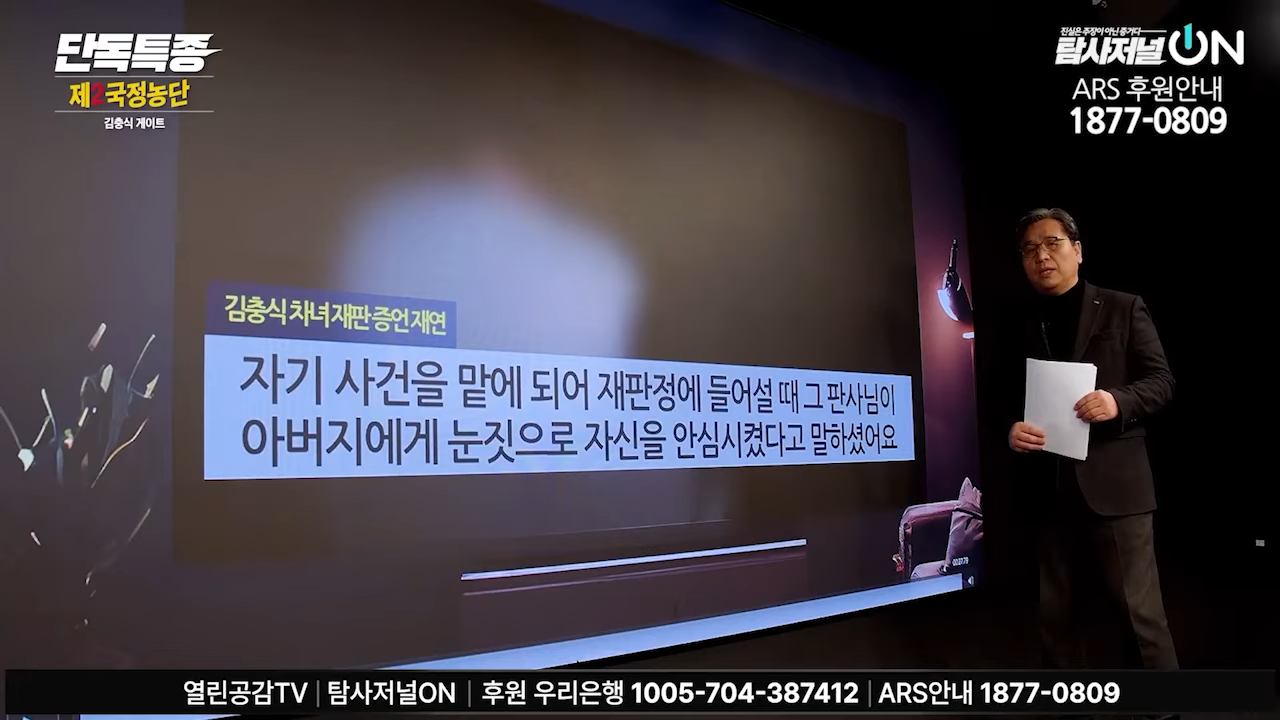 단독특종
제2국정농단
김충식 게이트
진실은 주장이 아닌 증거다
탐사저널ON
ARS 후원안내
1877-0809
김충식 차녀 재판 증언 재연
자기 사건을 맡에 되어 재판정에 들어설 때 그 판사님이
아버지에게 눈짓으로 자신을 안심시켰다고 말하셨어요
열린공감TV | 탐사저널ON | 후원 우리은행 1005-704-387412 | ARS안내 1877-0809